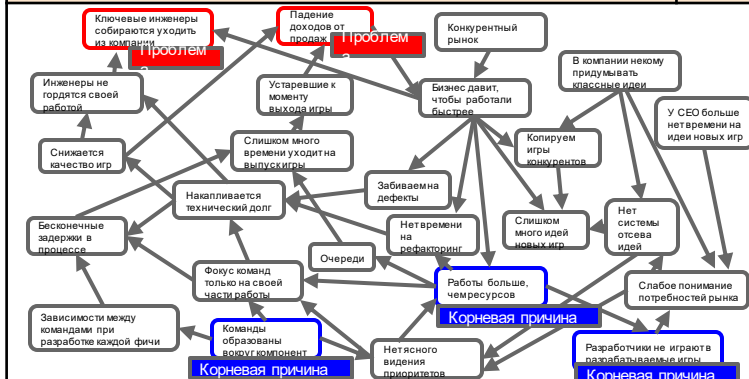 Ключевые инженеры
собираются уходить
из компании
Проблем
а
Падение
доходов от
продаж
Проблем
а
Конкурентный
рынок
В компании некому
придумывать
классные идеи
Инженеры не
гордятся своей
работой
Устаревшие к
моменту
выхода игры
Бизнес давит,
чтобы работали
быстрее
У CEO больше
нет времени на
идеи новых игр
Снижается
качество игр
Слишком много
времени уходит на
выпуск игры
Копируем
игры
конкурентов
Забиваем на
дефекты
Накапливается
технический долг
Бесконечные
задержки в
процессе
Нет времени
на
рефакторинг
Слишком
много идей
новых игр
Нет
системы
отсева
идей
Очереди
Фокус команд
только на своей
части работы
Работы больше,
чем ресурсов
Корневая причина
Слабое понимание
потребностей рынка
Зависимости между
командами при
разработке каждой фичи
Команды
образованы
вокруг компонент
Корневая причина
Нет ясного
видения
приоритетов
Разработчики не играют в
разрабатываемые игры
Корневая причина